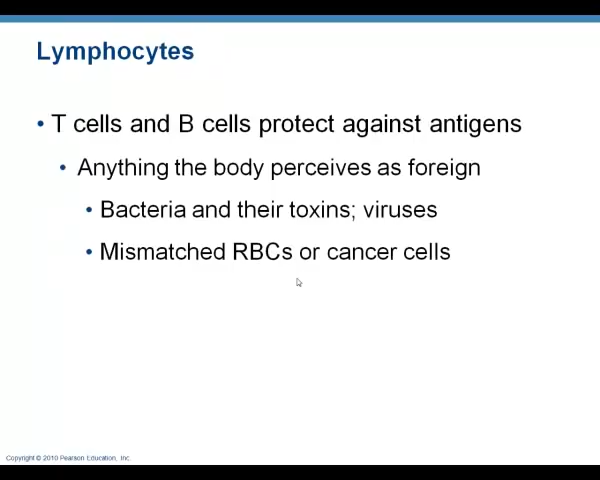 Lymphocytes
• T cells and B cells protect against antigens
• Anything the body perceives as foreign
• Bacteria and their toxins; viruses
• Mismatched RBCs or cancer cells
Copyright © 2010 Pearson Education, Inc.